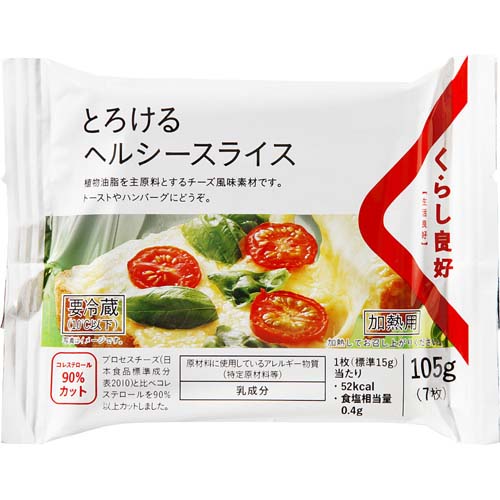 とろける
ヘルシースライス
植物油脂を主原料とするチーズ風味素材です。
トーストやハンバーグにどうぞ。
くらし良好
【生活良好】
要冷蔵
(10℃以下)
写真はイメージです。
加熱用
加熱してお召し上がりください
コレステロール
90%
カット
プロセスチーズ(日
本食品標準成分
表2010)と比べコレ
ステロールを90%
以上カットしました。
原材料に使用しているアレルギー物質
(特定原材料等)
乳成分
1枚(標準15g)
当たり
・52kcal
・食塩相当量
0.4g
105g
(7枚)